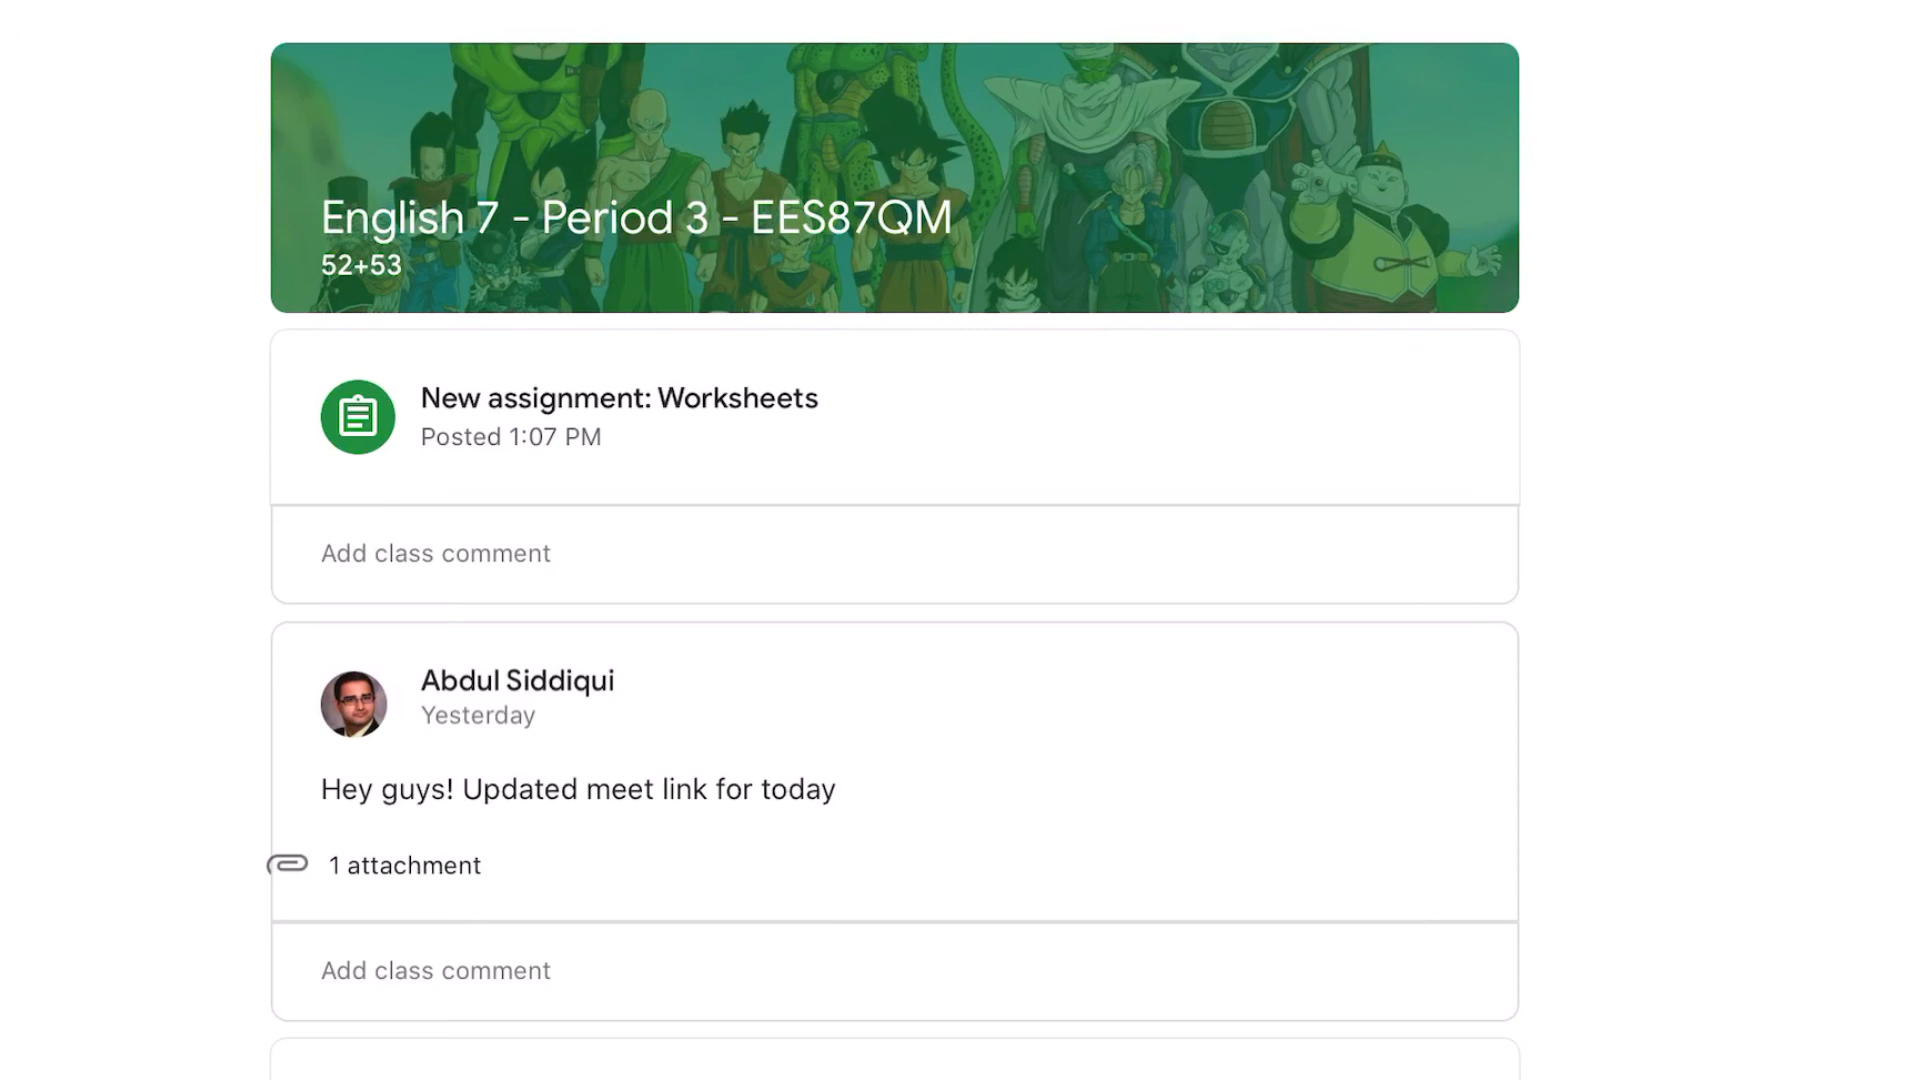 English 7 - Period 3 - EES87QM
52+53
New assignment: Worksheets
Posted 1:07 PM
Add class comment
Abdul Siddiqui
Yesterday
Hey guys! Updated meet link for today
1 attachment
Add class comment